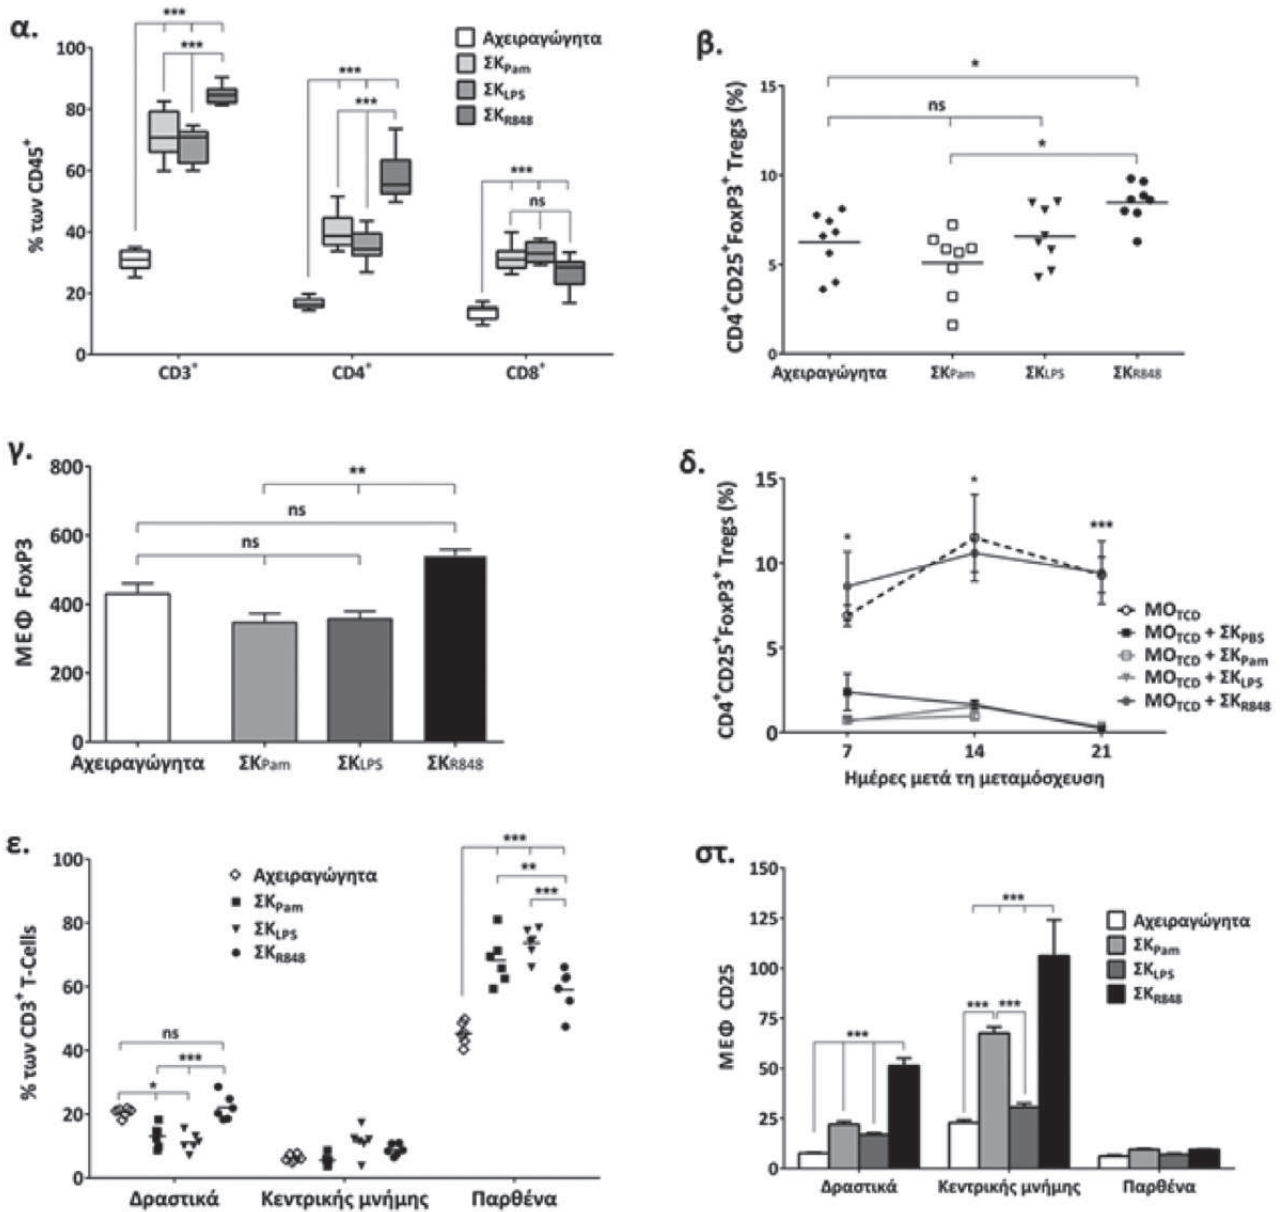 α.
***
***
***
***
***
ns
Αχειραγώγητα
ΣΚPam
ΣΚLPS
ΣΚR848
% των CD45+
100
80
60
40
20
0
CD3+ CD4+ CD8+
β.
*
ns
*
CD4+CD25+FoxP3+ Tregs (%)
15
10
5
0
Αχειραγώγητα ΣΚPam ΣΚLPS ΣΚR848
γ.
**
ns
ns
ΜΕΦ FoxP3
800
600
400
200
0
Αχειραγώγητα ΣΚPam ΣΚLPS ΣΚR848
δ.
* * ***
CD4+CD25+FoxP3+ Tregs (%)
15
10
5
0
7 14 21
Ημέρες μετά τη μεταμόσχευση
ΜΟTCD
ΜΟTCD + ΣΚPBS
ΜΟTCD + ΣΚPam
ΜΟTCD + ΣΚLPS
ΜΟTCD + ΣΚR848
ε.
Αχειραγώγητα
ΣΚPam
ΣΚLPS
ΣΚR848
***
**
***
ns
***
*
% των CD3+ T-Cells
100
80
60
40
20
0
Δραστικά Κεντρικής μνήμης Παρθένα
στ.
***
*** ***
***
Αχειραγώγητα
ΣΚPam
ΣΚLPS
ΣΚR848
ΜΕΦ CD25
150
125
100
75
50
25
0
Δραστικά Κεντρικής μνήμης Παρθένα